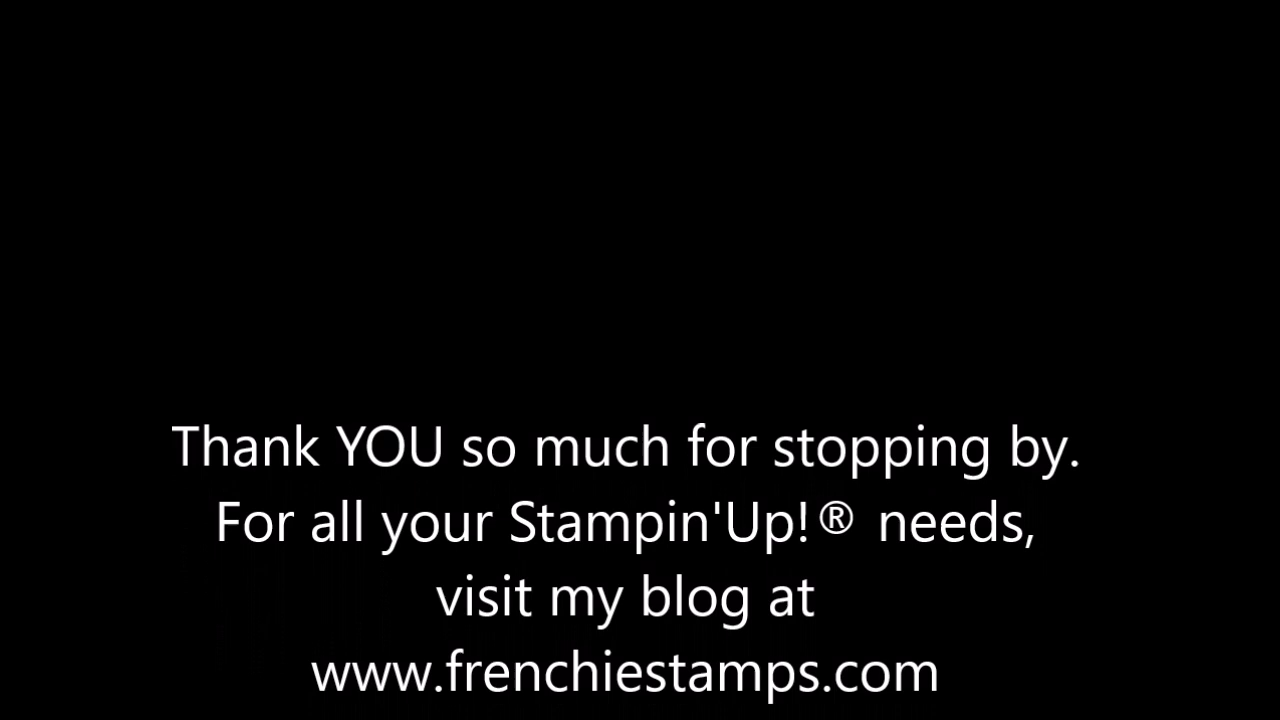 Thank YOU so much for stopping by.
For all your Stampin'Up!® needs,
visit my blog at
www.frenchiestamps.com